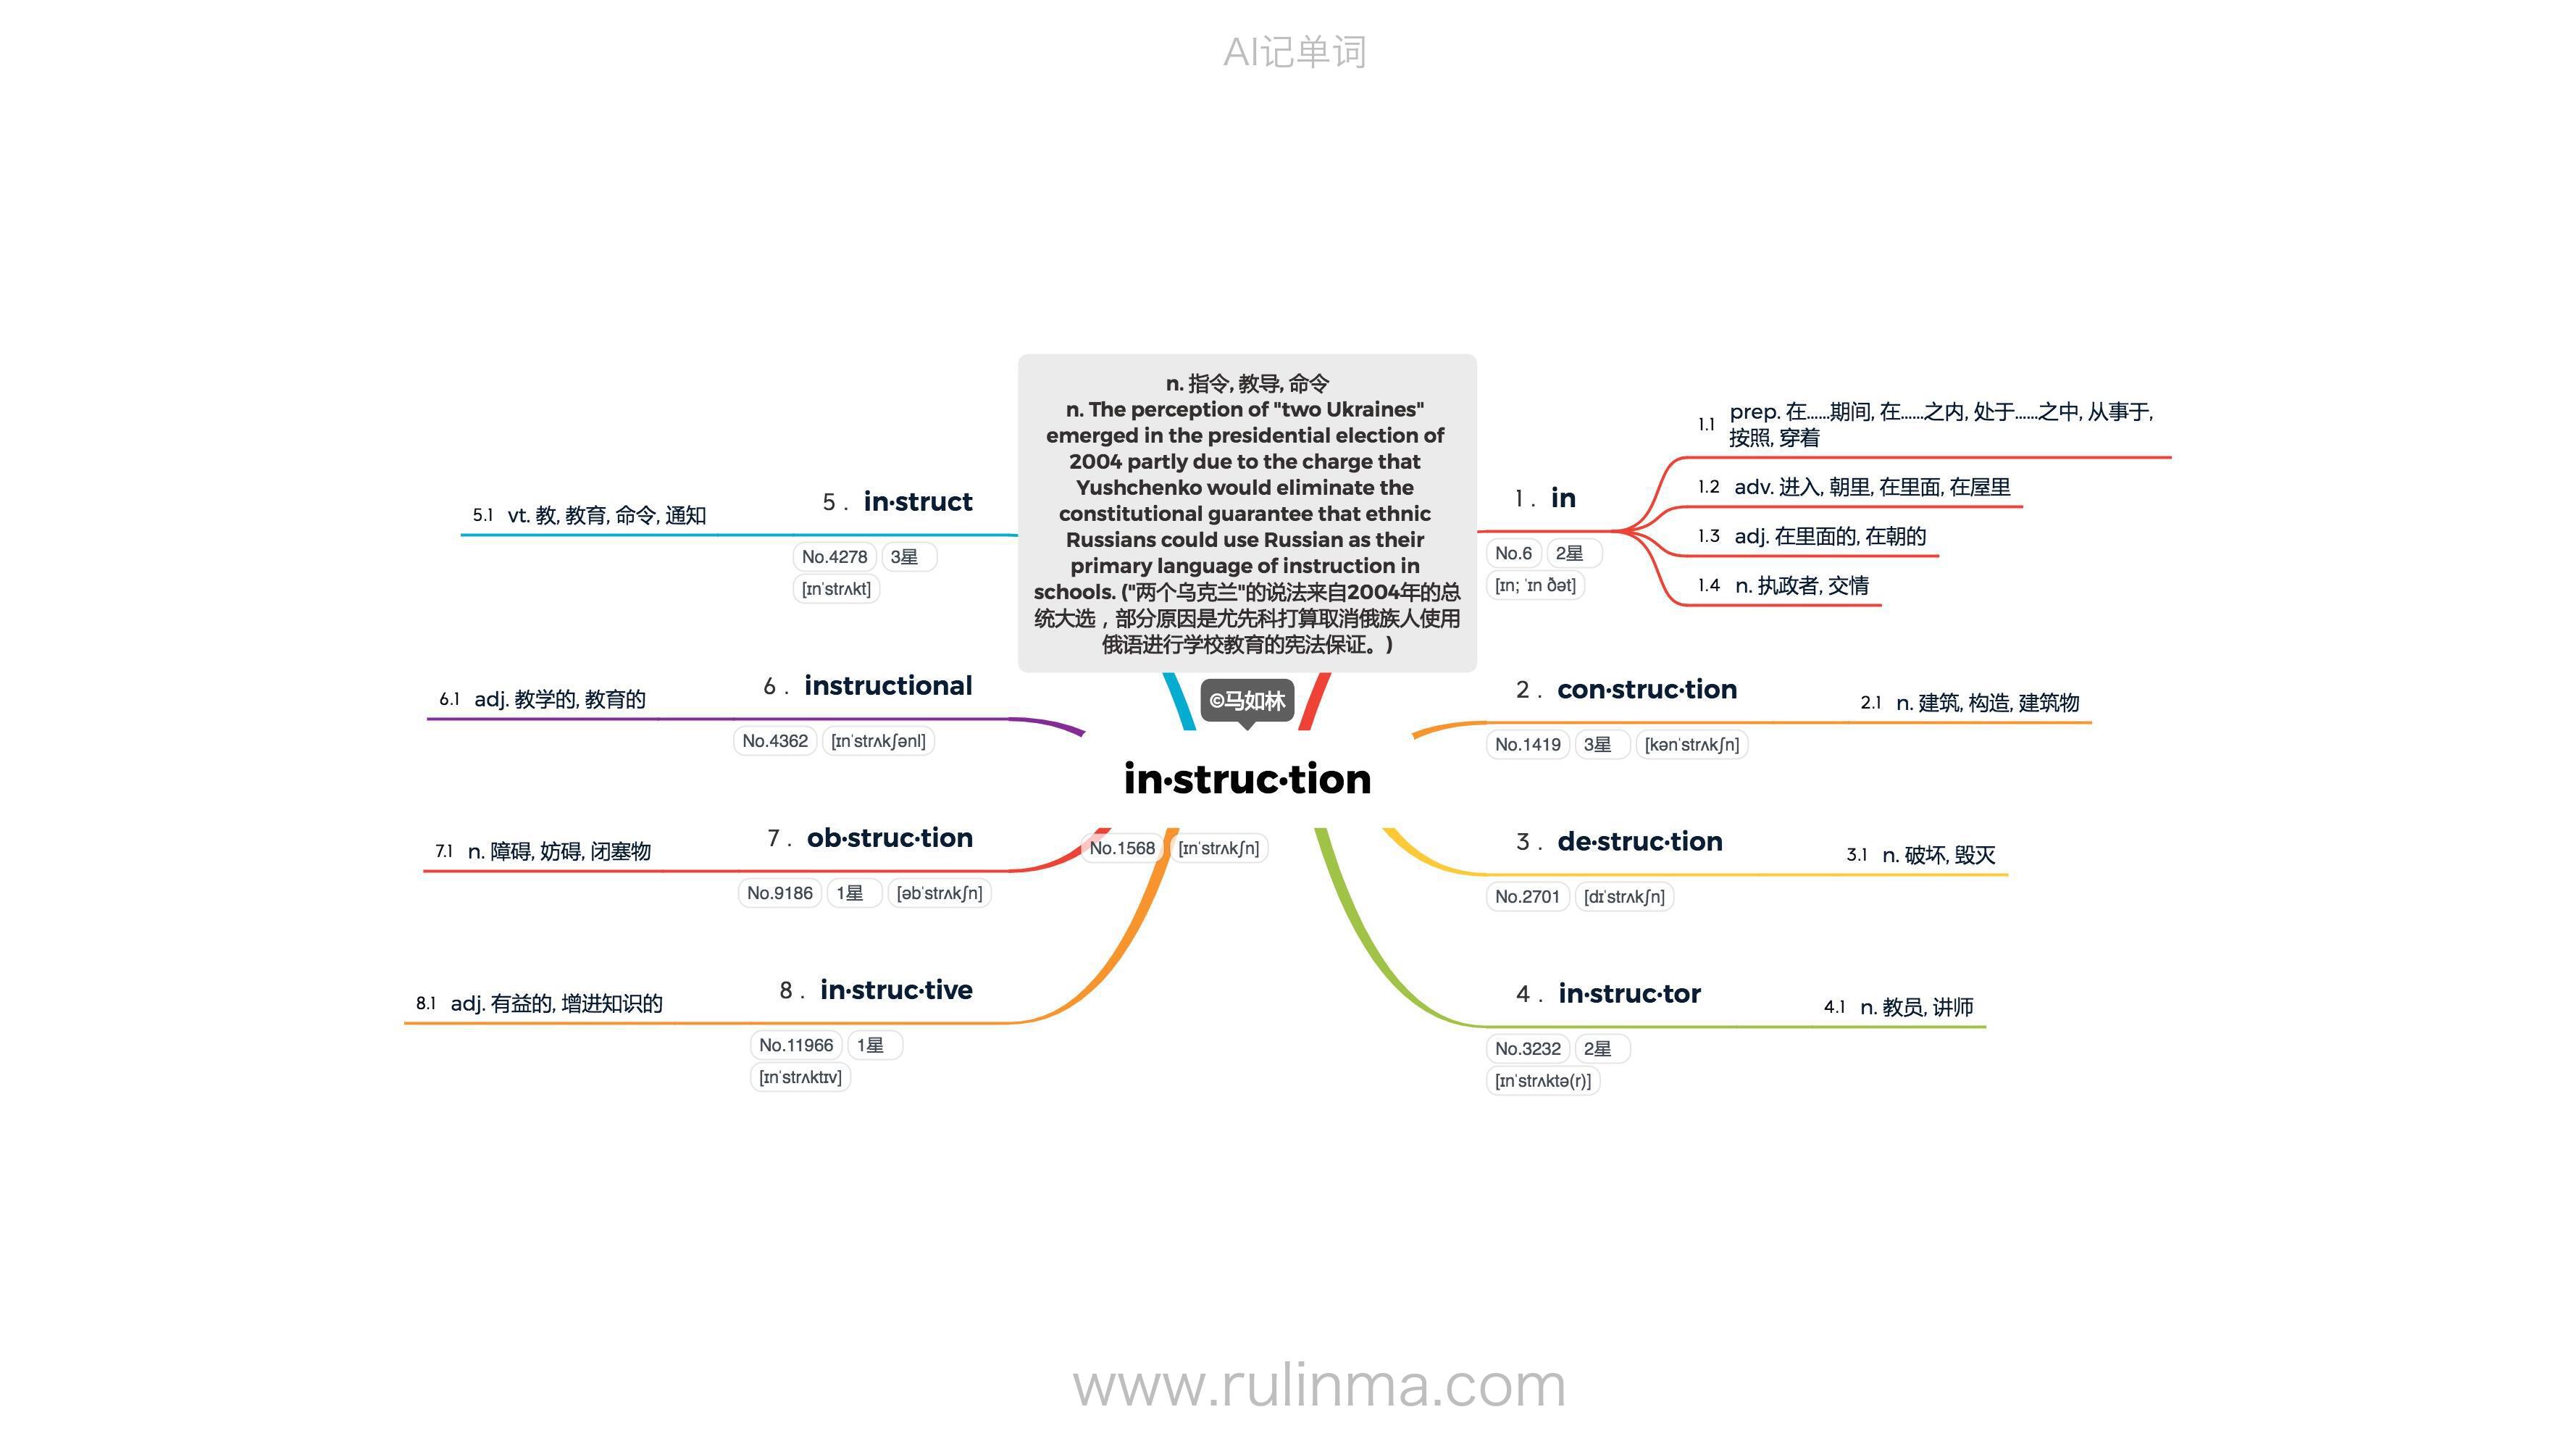 AI记单词
n. 指令, 教导, 命令
n. The perception of "two Ukraines"
emerged in the presidential election of
2004 partly due to the charge that
Yushchenko would eliminate the
constitutional guarantee that ethnic
Russians could use Russian as their
primary language of instruction in
schools. ("两个乌克兰"的说法来自2004年的总
统大选，部分原因是尤先科打算取消俄族人使用
俄语进行学校教育的宪法保证。)
©马如林
in·struc·tion
No.1568 [ɪnˈstrʌkʃn]
1 . in
No.6 2星
[ɪn; ˈɪn ðət]
1.1 prep. 在……期间, 在……之内, 处于……之中, 从事于,
按照, 穿着
1.2 adv. 进入, 朝里, 在里面, 在屋里
1.3 adj. 在里面的, 在朝的
1.4 n. 执政者, 交情
2 . con·struc·tion
No.1419 3星 [kənˈstrʌkʃn]
2.1 n. 建筑, 构造, 建筑物
3 . de·struc·tion
No.2701 [dɪˈstrʌkʃn]
3.1 n. 破坏, 毁灭
4 . in·struc·tor
No.3232 2星
[ɪnˈstrʌktə(r)]
4.1 n. 教员, 讲师
5 . in·struct
No.4278 3星
[ɪnˈstrʌkt]
5.1 vt. 教, 教育, 命令, 通知
6 . instructional
No.4362 [ɪnˈstrʌkʃənl]
6.1 adj. 教学的, 教育的
7 . ob·struc·tion
No.9186 1星 [əbˈstrʌkʃn]
7.1 n. 障碍, 妨碍, 闭塞物
8 . in·struc·tive
No.11966 1星
[ɪnˈstrʌktɪv]
8.1 adj. 有益的, 增进知识的
www.rulinma.com